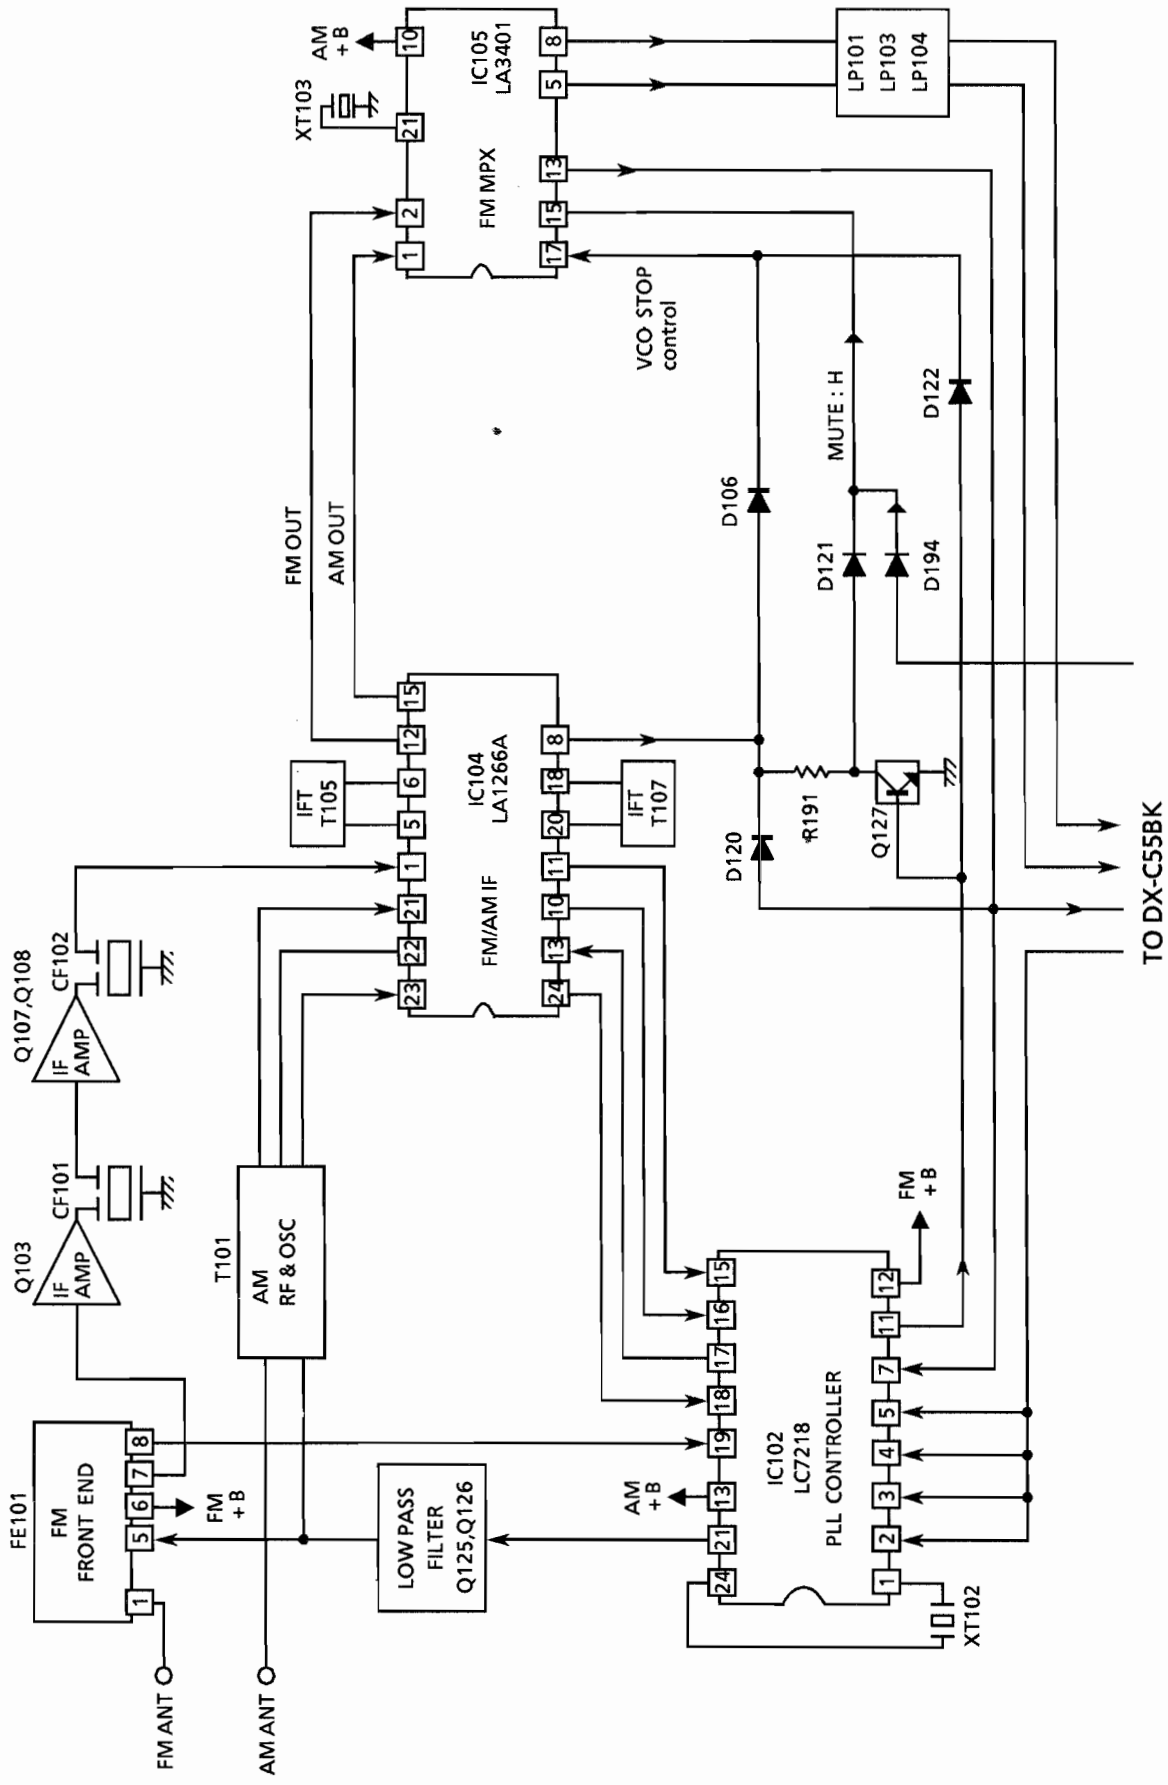 FM ANT
AM ANT
FE101
FM
FRONT END
1
5
6
7
8
FM
+ B
Q103
IF
AMP
CF101
Q107,Q108
IF
AMP
CF102
T101
AM
RF & OSC
LOW PASS
FILTER
Q125,Q126
AM
+ B
24
21
13
19
18
17
16
15
IC102
LC7218
PLL CONTROLLER
1
2
3
4
5
7
11
12
XT102
FM
+ B
IFT
T105
23
22
21
1
5
6
12
15
IC104
LA1266A
FM/AM IF
24
13
10
11
20
18
8
IFT
T107
FM OUT
AM OUT
XT103
AM
+ B
1
2
21
10
IC105
LA3401
FM MPX
17
15
13
5
8
VCO STOP
control
LP101
LP103
LP104
D106
D120
R191
Q127
D121
D194
MUTE : H
D122
TO DX-C55BK